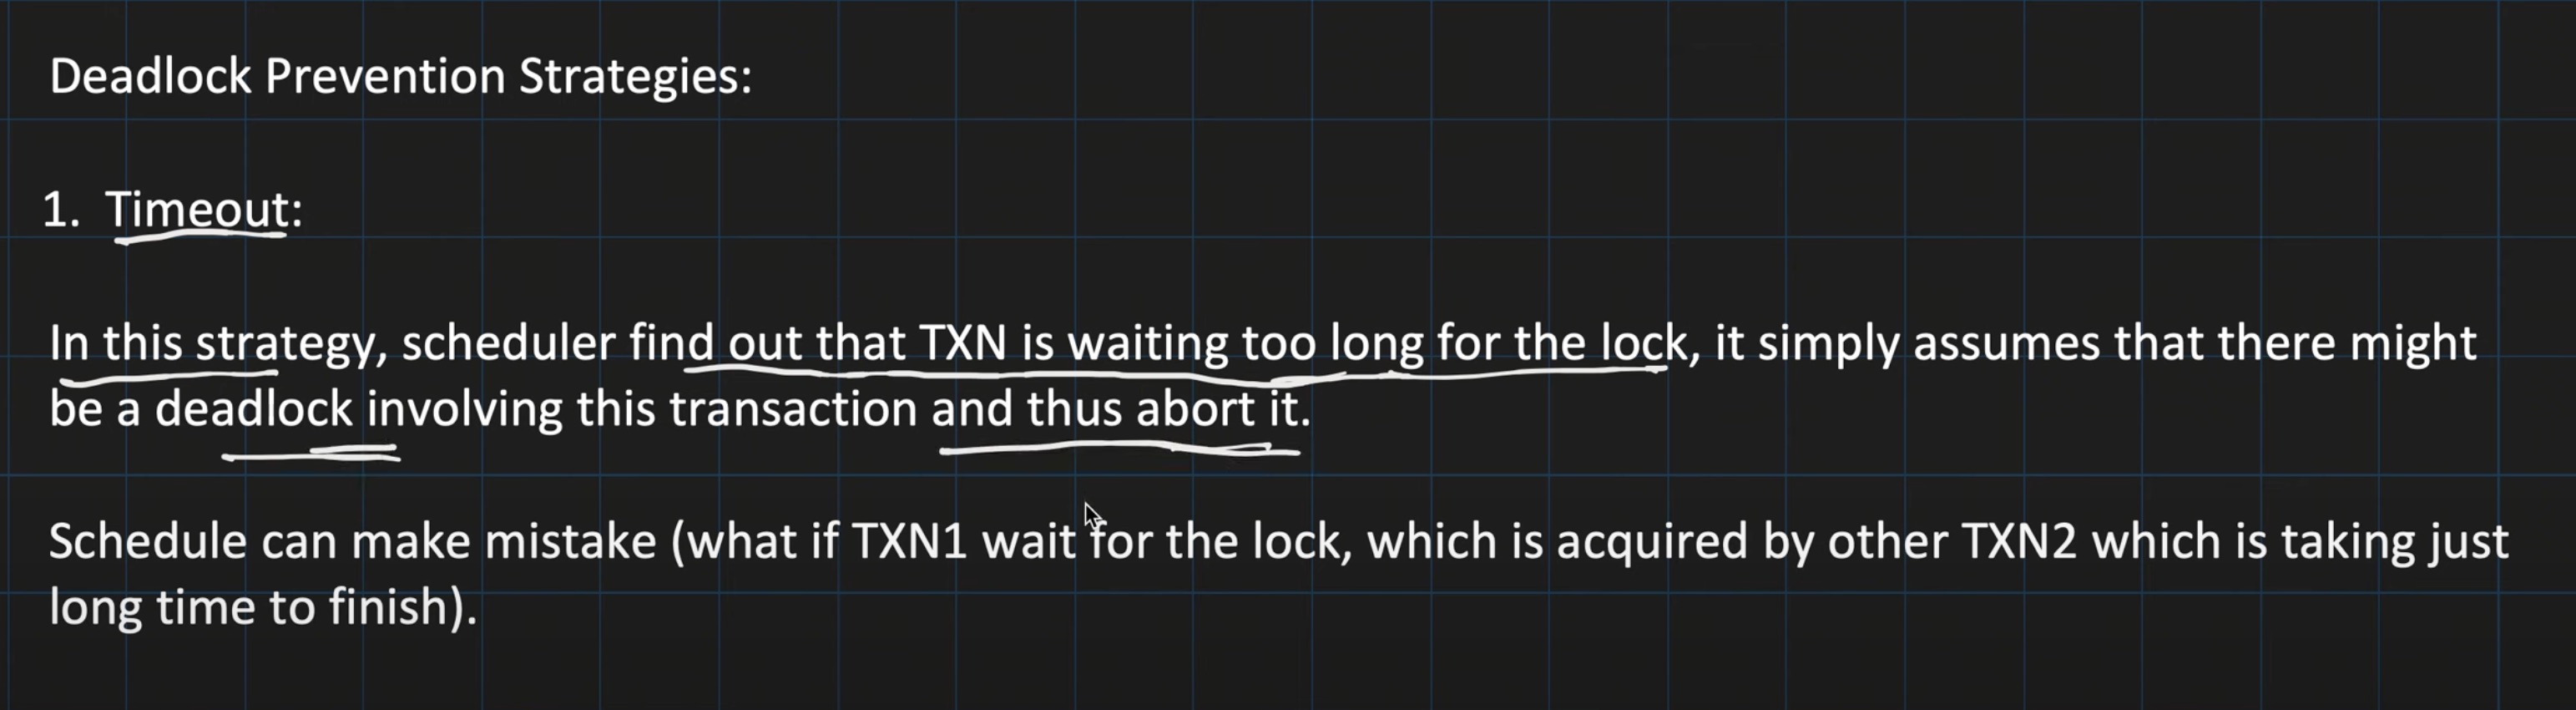 Deadlock Prevention Strategies:
1. Timeout:
In this strategy, scheduler find out that TXN is waiting too long for the lock, it simply assumes that there might
be a deadlock involving this transaction and thus abort it.
Schedule can make mistake (what if TXN1 wait for the lock, which is acquired by other TXN2 which is taking just
long time to finish).